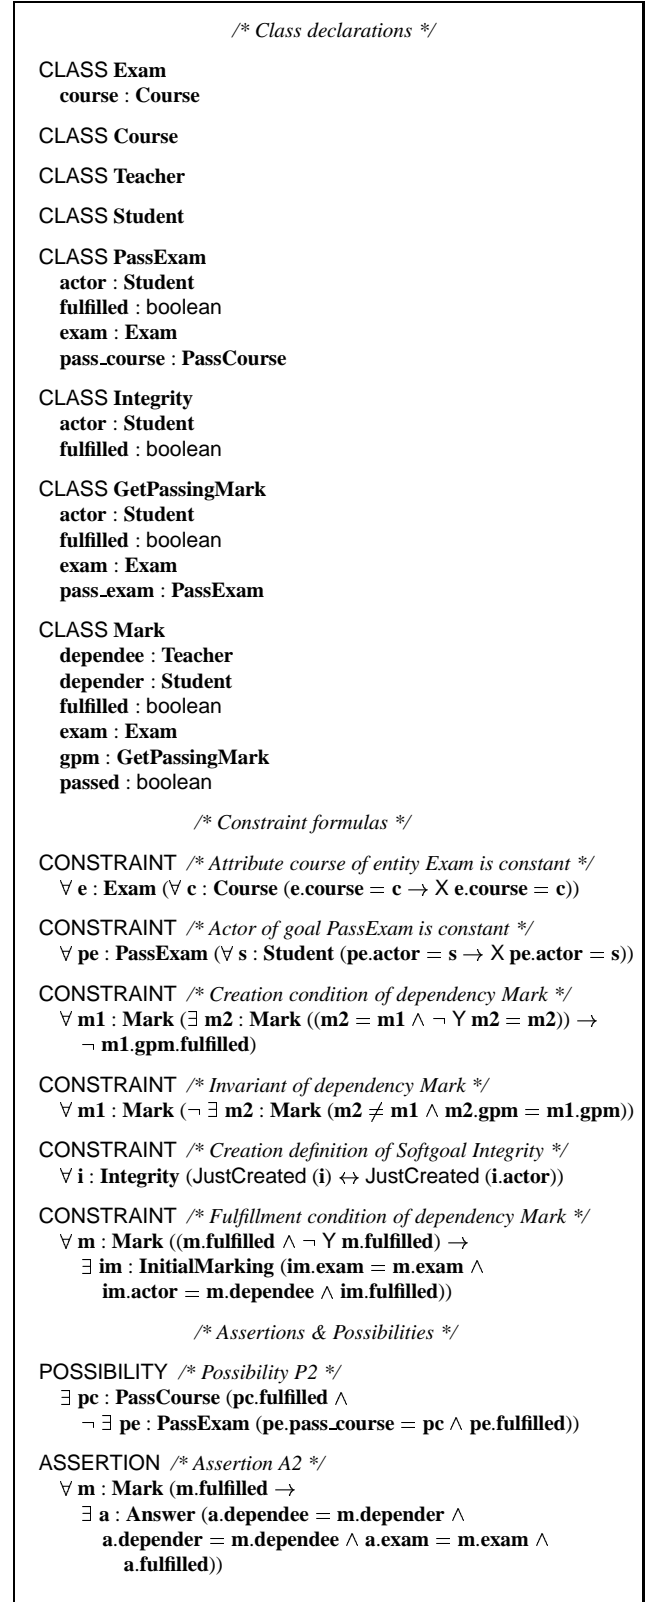 /* Class declarations */
CLASS Exam
course : Course
CLASS Course
CLASS Teacher
CLASS Student
CLASS PassExam
actor : Student
fulfilled : boolean
exam : Exam
pass_course : PassCourse
CLASS Integrity
actor : Student
fulfilled : boolean
CLASS GetPassingMark
actor : Student
fulfilled : boolean
exam : Exam
pass_exam : PassExam
CLASS Mark
dependee : Teacher
depender : Student
fulfilled : boolean
exam : Exam
gpm : GetPassingMark
passed : boolean
/* Constraint formulas */
CONSTRAINT /* Attribute course of entity Exam is constant */
∀ e : Exam (∀ c : Course (e.course = c → X e.course = c))
CONSTRAINT /* Actor of goal PassExam is constant */
∀ pe : PassExam (∀ s : Student (pe.actor = s → X pe.actor = s))
CONSTRAINT /* Creation condition of dependency Mark */
∀ m1 : Mark (∃ m2 : Mark ((m2 = m1 ∧ ¬ Y m2 = m2)) →
¬ m1.gpm.fulfilled)
CONSTRAINT /* Invariant of dependency Mark */
∀ m1 : Mark (¬ ∃ m2 : Mark (m2 ≠ m1 ∧ m2.gpm = m1.gpm))
CONSTRAINT /* Creation definition of Softgoal Integrity */
∀ i : Integrity (JustCreated (i) ↔ JustCreated (i.actor))
CONSTRAINT /* Fulfillment condition of dependency Mark */
∀ m : Mark ((m.fulfilled ∧ ¬ Y m.fulfilled) →
∃ im : InitialMarking (im.exam = m.exam ∧
im.actor = m.dependee ∧ im.fulfilled))
/* Assertions & Possibilities */
POSSIBILITY /* Possibility P2 */
∃ pc : PassCourse (pc.fulfilled ∧
¬ ∃ pe : PassExam (pe.pass_course = pc ∧ pe.fulfilled))
ASSERTION /* Assertion A2 */
∀ m : Mark (m.fulfilled →
∃ a : Answer (a.dependee = m.depender ∧
a.depender = m.dependee ∧ a.exam = m.exam ∧
a.fulfilled))